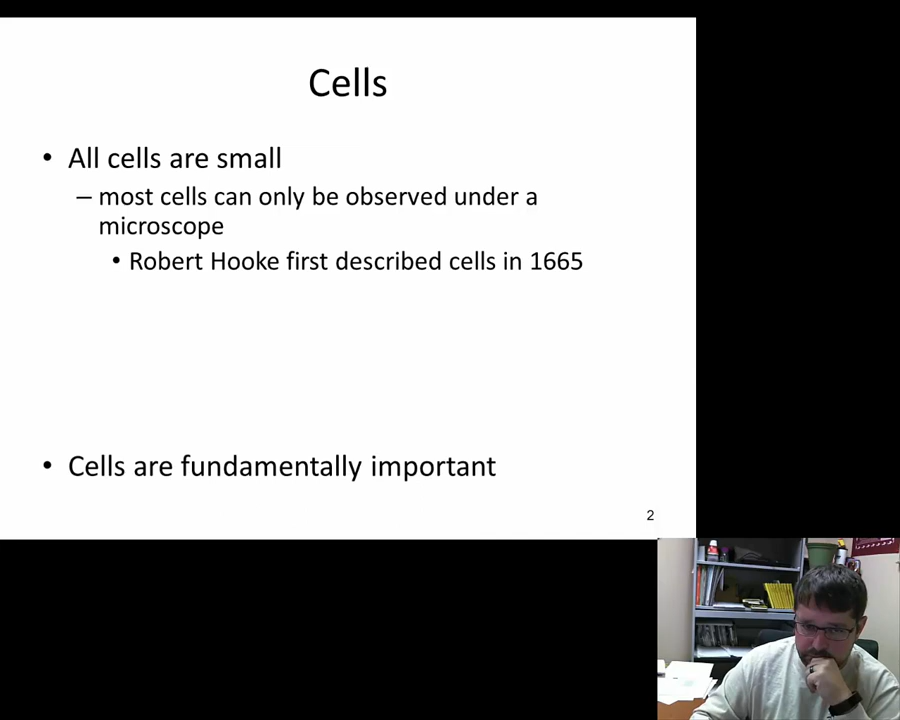 Cells
• All cells are small
– most cells can only be observed under a
microscope
• Robert Hooke first described cells in 1665
• Cells are fundamentally important
2